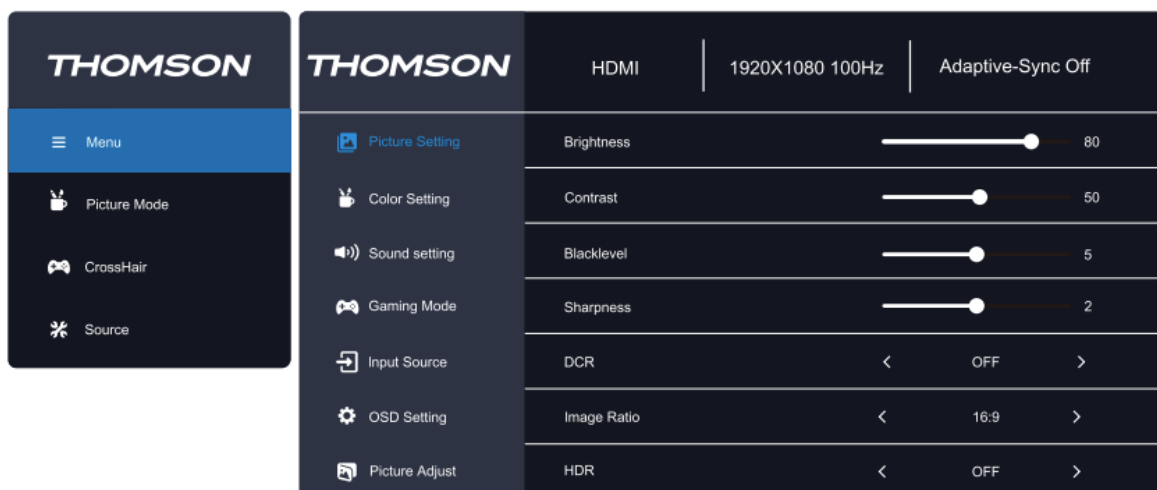 THOMSON
Menu
Picture Mode
CrossHair
Source
THOMSON
HDMI
1920X1080 100Hz
Adaptive-Sync Off
Picture Setting
Color Setting
Sound setting
Gaming Mode
Input Source
OSD Setting
Picture Adjust
Brightness 80
Contrast 50
Blacklevel 5
Sharpness 2
DCR < OFF >
Image Ratio < 16:9 >
HDR < OFF >